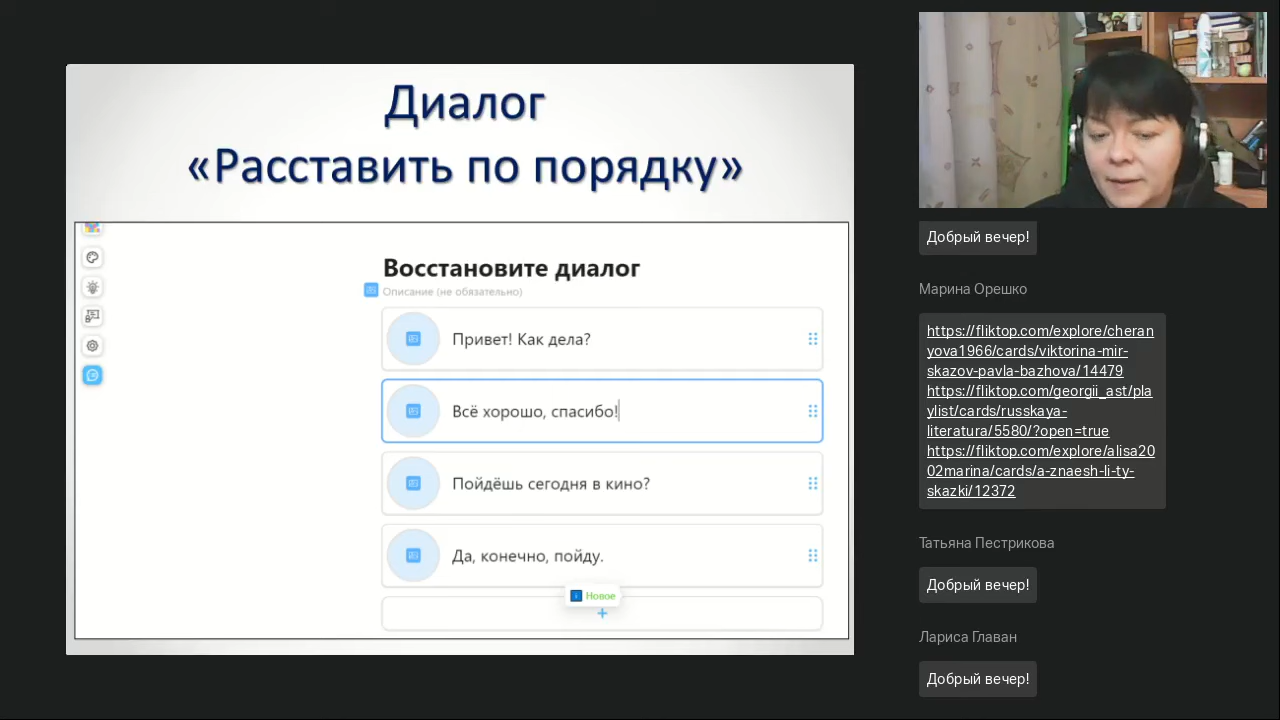 Диалог
«Расставить по порядку»
Восстановите диалог
Описание (не обязательно)
Привет! Как дела?
Всё хорошо, спасибо!
Пойдёшь сегодня в кино?
Да, конечно, пойду.
Новое
Добрый вечер!
Марина Орешко
https://fliktop.com/explore/cheran
yova1966/cards/viktorina-mir-
skazov-pavla-bazhova/14479
https://fliktop.com/georgii_ast/pla
ylist/cards/russkaya-
literatura/5580/?open=true
https://fliktop.com/explore/alisa20
02marina/cards/a-znaesh-li-ty-
skazki/12372
Татьяна Пестрикова
Добрый вечер!
Лариса Главан
Добрый вечер!